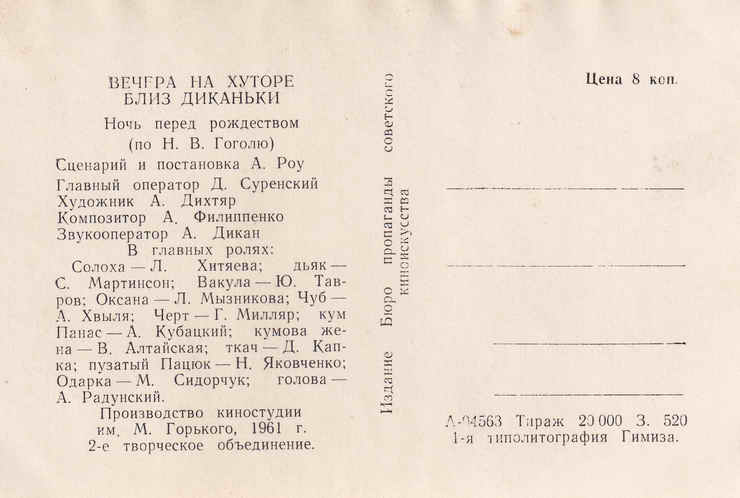 ВЕЧЕРА НА ХУТОРЕ
БЛИЗ ДИКАНЬКИ
Ночь перед рождеством
(по Н. В. Гоголю)
Сценарий и постановка А. Роу
Главный оператор Д. Суренский
Художник А. Дихтяр
Композитор А. Филиппенко
Звукооператор А. Дикан
В главных ролях:
Солоха — Л. Хитяева; дьяк —
С. Мартинсон; Вакула — Ю. Тав-
ров; Оксана — Л. Мызникова; Чуб —
А. Хвыля; Черт — Г. Милляр; кум
Панас — А. Кубацкий; кумова же-
на — В. Алтайская; ткач — Д. Кап-
ка; пузатый Пацюк — Н. Яковченко;
Одарка — М. Сидорчук; голова —
А. Радунский.
Производство киностудии
им. М. Горького, 1961 г.
2-е творческое объединение.
Издание Бюро пропаганды советского
киноискусства
Цена 8 коп.
А-04563 Тираж 20 000 З. 520
1-я типолитография Гимиза.